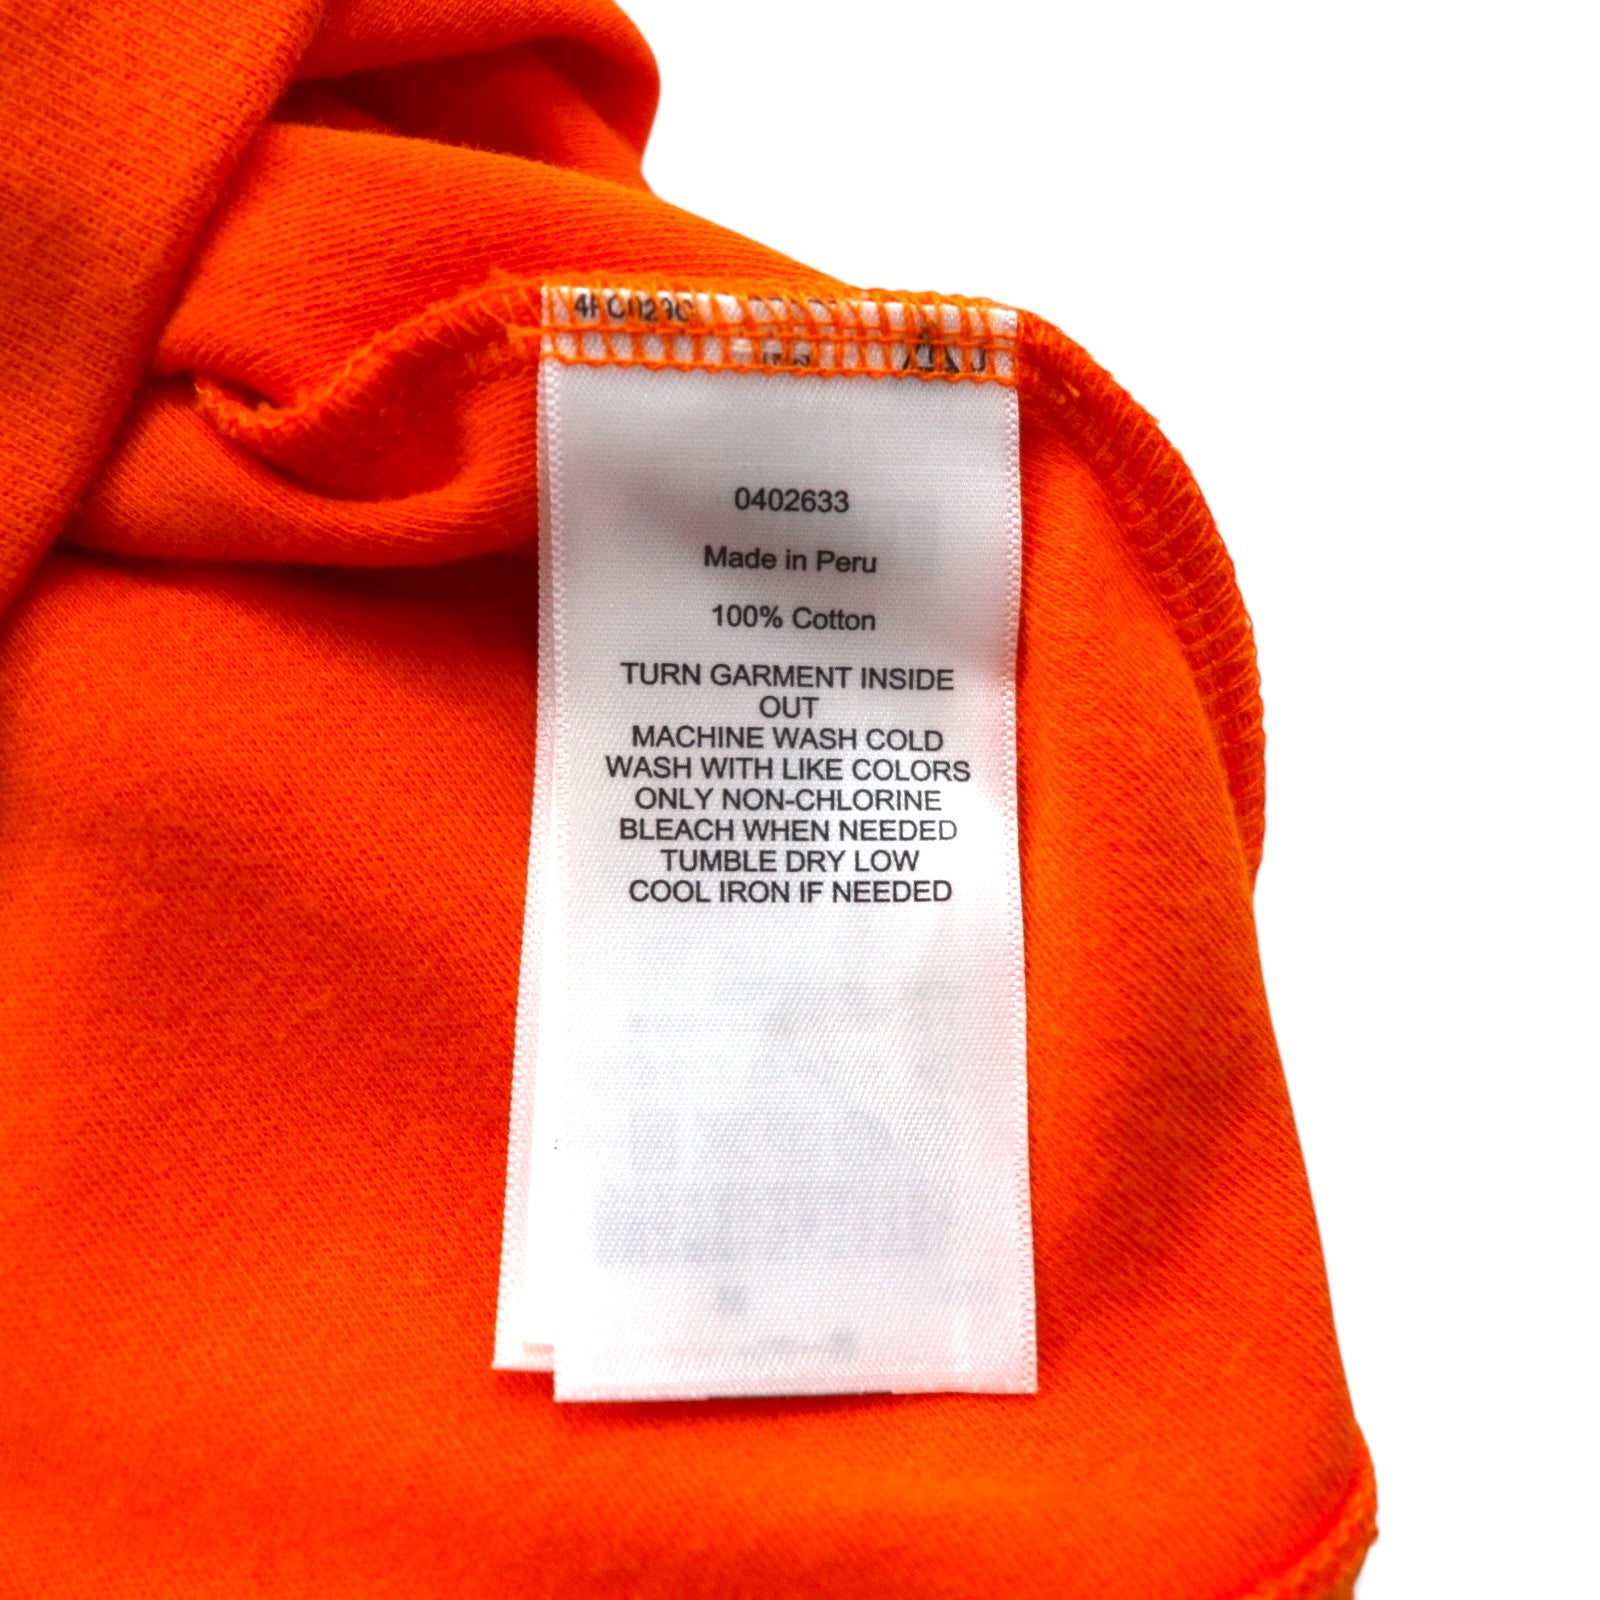 0402633
Made in Peru
100% Cotton
TURN GARMENT INSIDE
OUT
MACHINE WASH COLD
WASH WITH LIKE COLORS
ONLY NON-CHLORINE
BLEACH WHEN NEEDED
TUMBLE DRY LOW
COOL IRON IF NEEDED